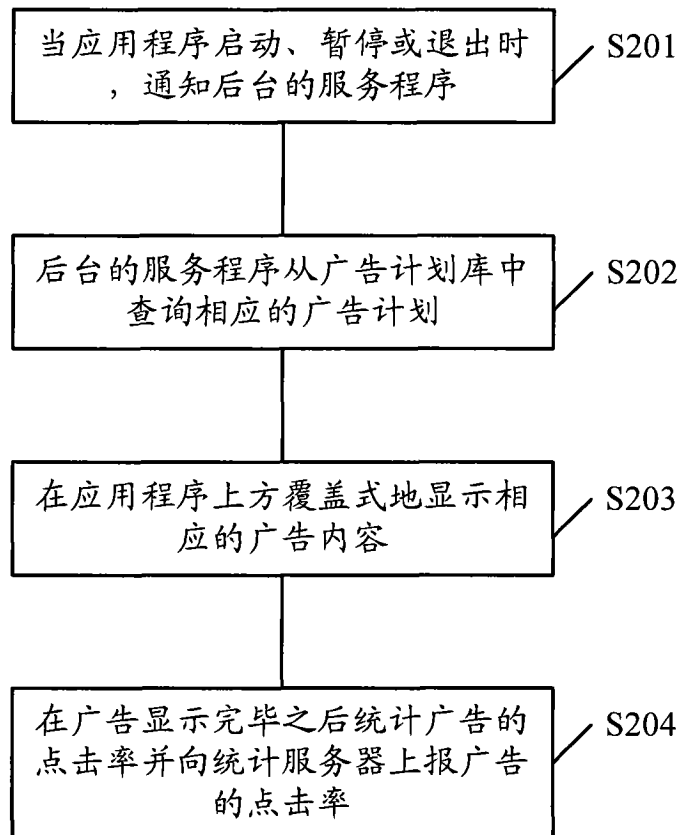 当应用程序启动、暂停或退出时
，通知后台的服务程序
S201
后台的服务程序从广告计划库中
查询相应的广告计划
S202
在应用程序上方覆盖式地显示相
应的广告内容
S203
在广告显示完毕之后统计广告的
点击率并向统计服务器上报广告
的点击率
S204